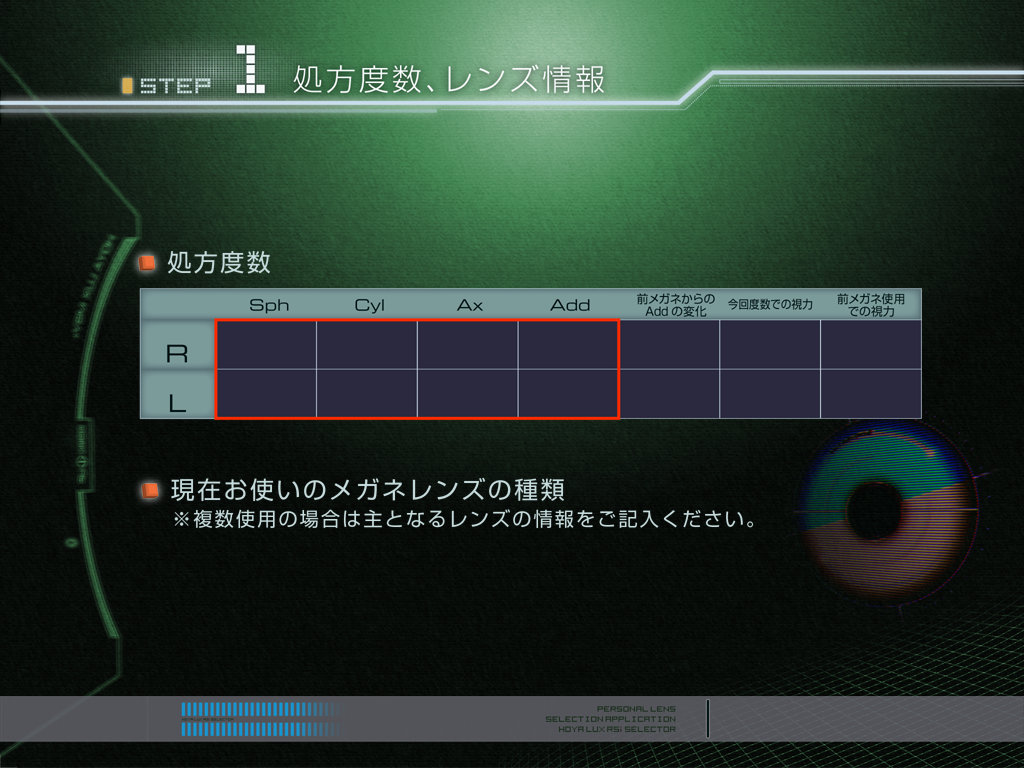 STEP 1 処方度数、レンズ情報
処方度数
Sph Cyl Ax Add 前メガネからの Add の変化 今回度数での視力 前メガネ使用 での視力
R
L
現在お使いのメガネレンズの種類
※複数使用の場合は主となるレンズの情報をご記入ください。
PERSONAL LENS
SELECTION APPLICATION
HOYA LUX RSi SELECTOR